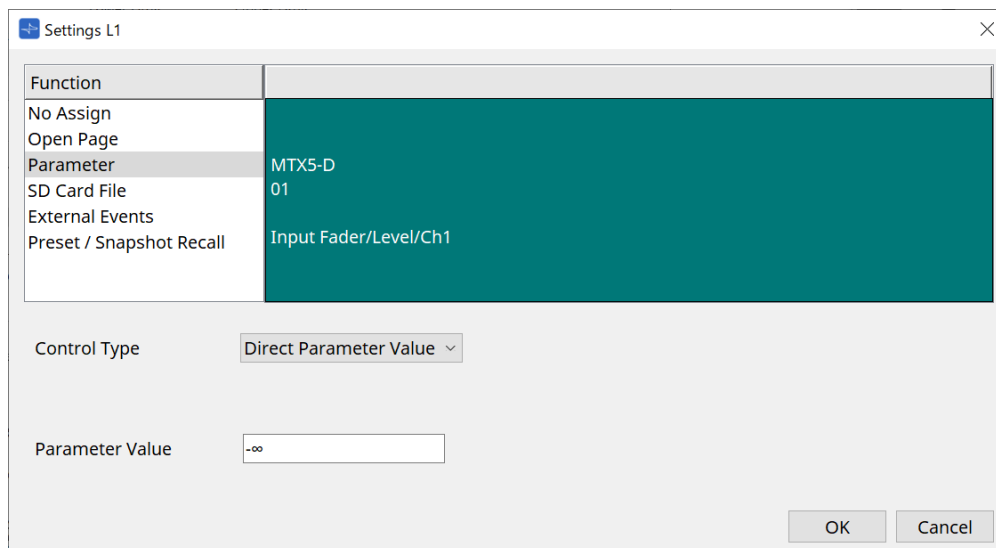 Settings L1
Function
No Assign
Open Page
Parameter
SD Card File
External Events
Preset / Snapshot Recall
MTX5-D
01
Input Fader/Level/Ch1
Control Type
Direct Parameter Value
Parameter Value
-∞
OK
Cancel